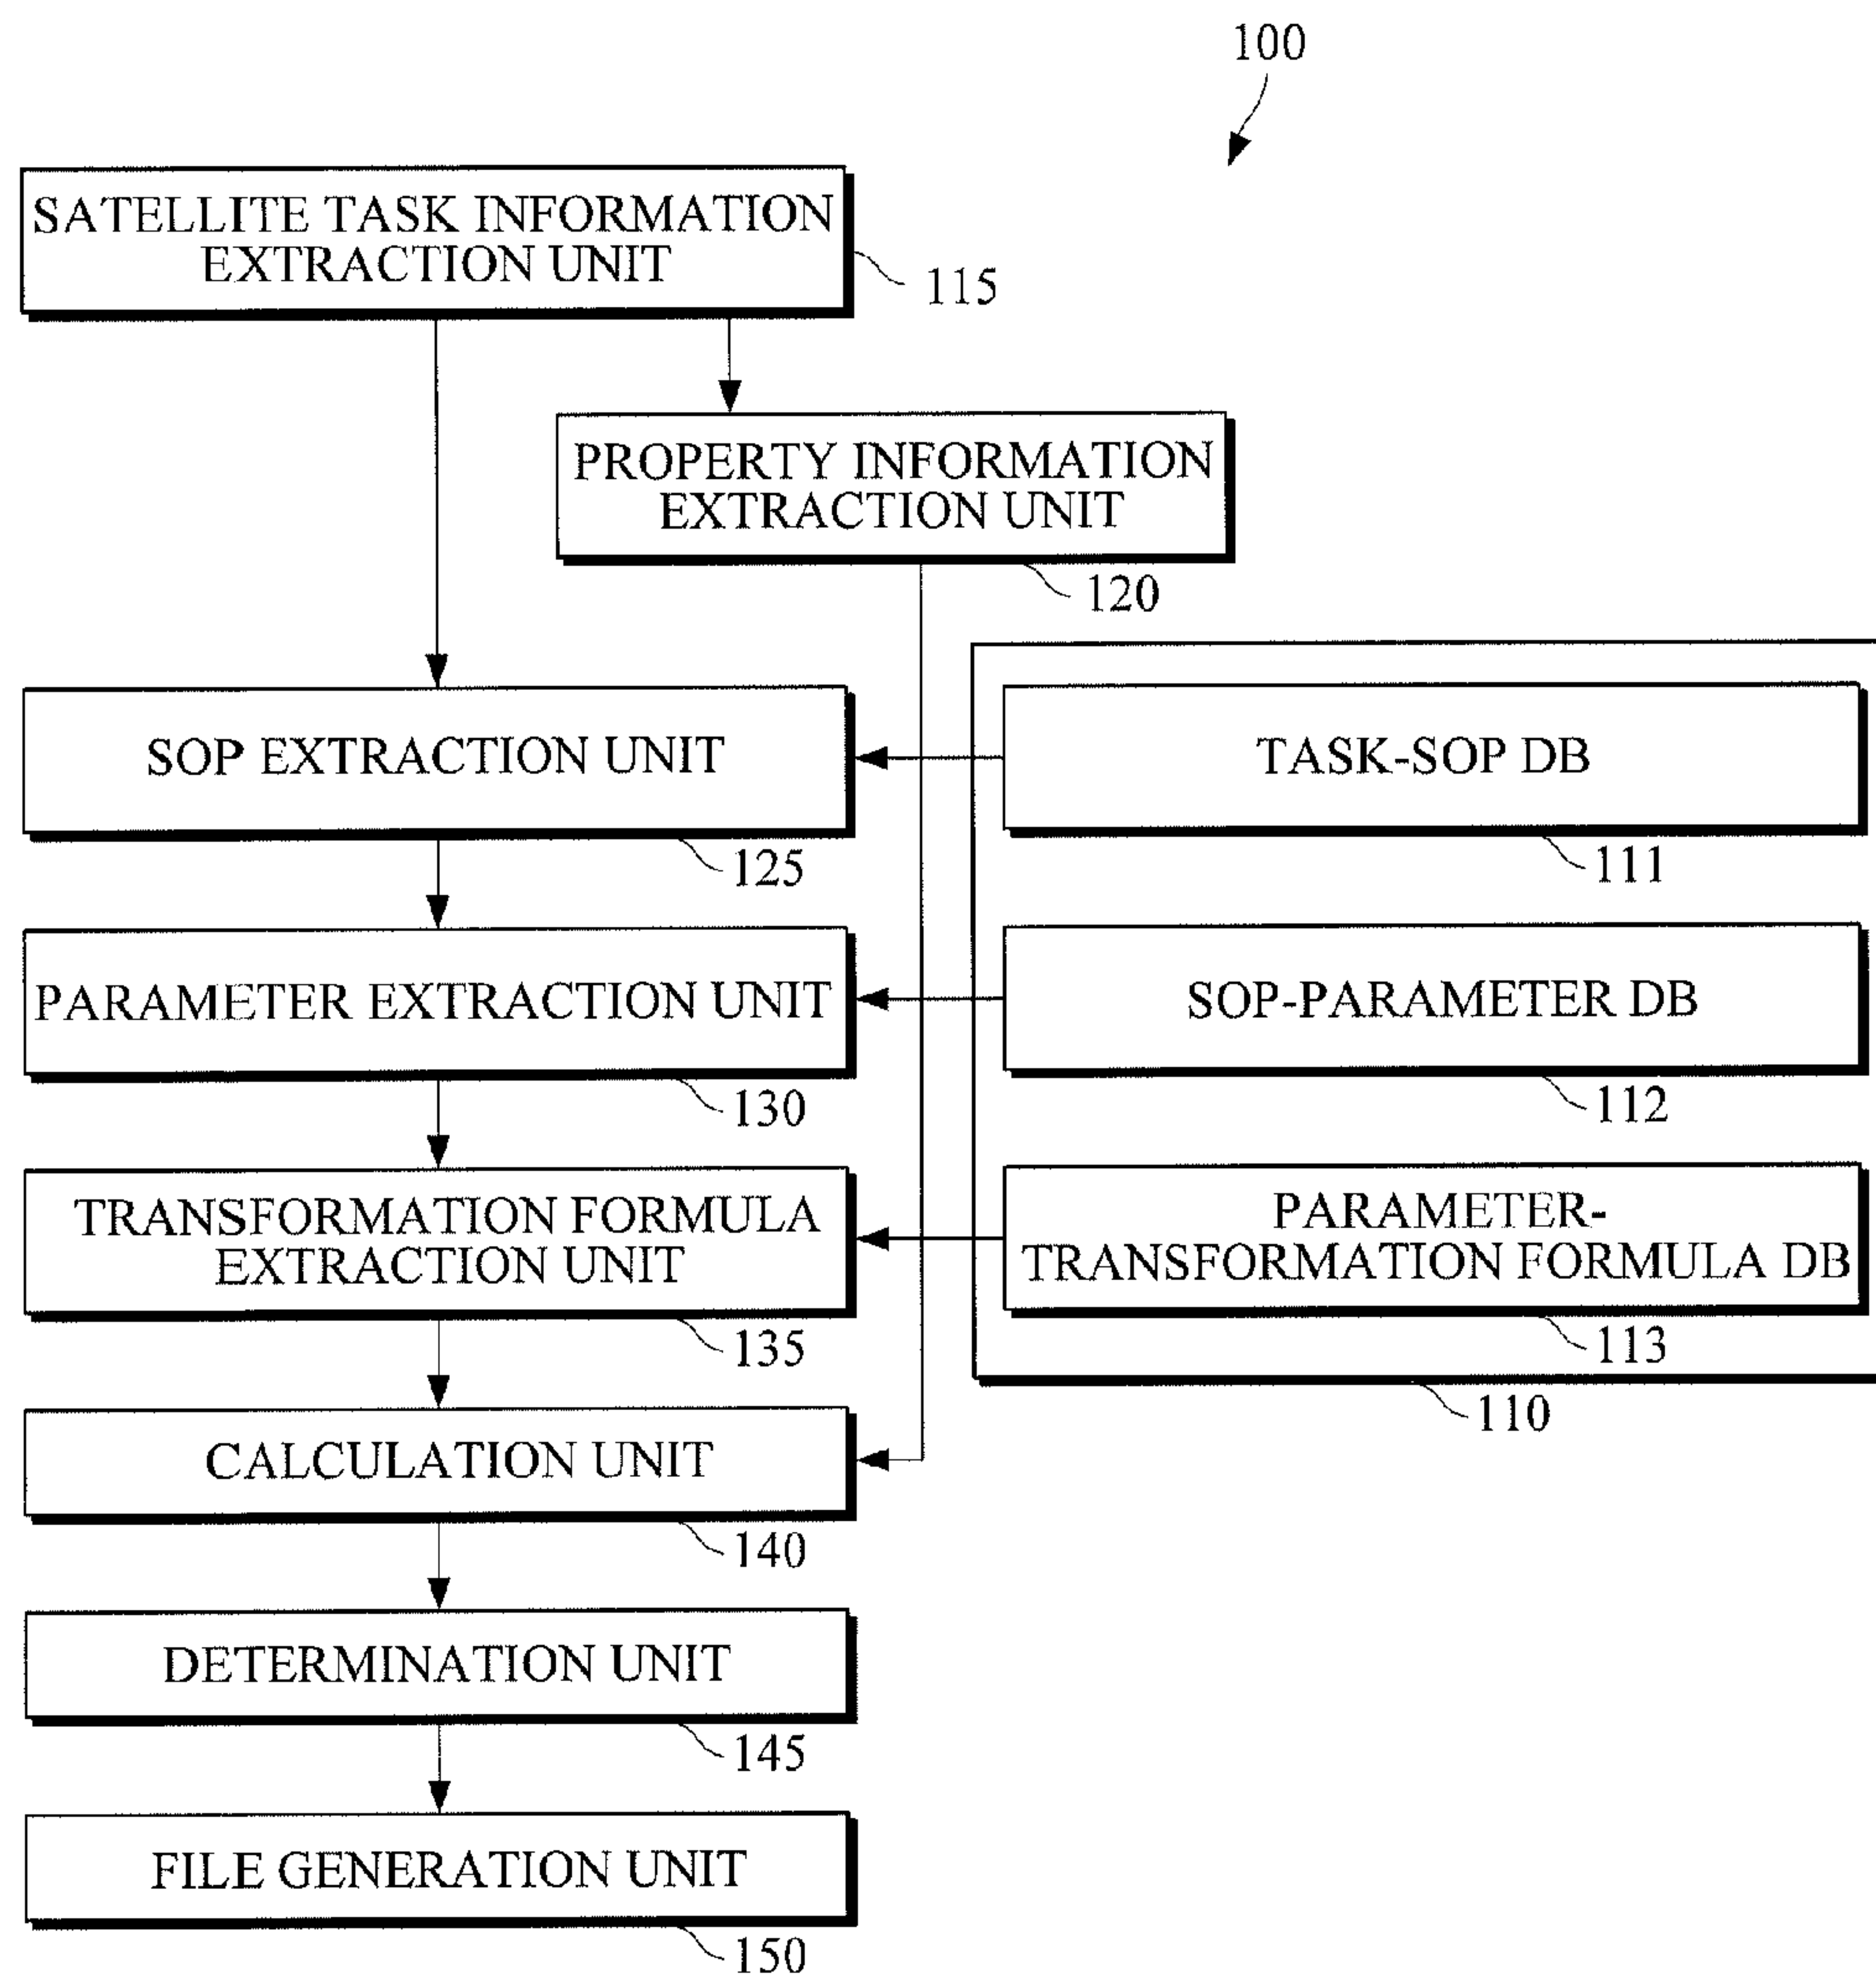 100
SATELLITE TASK INFORMATION
EXTRACTION UNIT
115
PROPERTY INFORMATION
EXTRACTION UNIT
120
SOP EXTRACTION UNIT
125
TASK-SOP DB
111
PARAMETER EXTRACTION UNIT
130
SOP-PARAMETER DB
112
TRANSFORMATION FORMULA
EXTRACTION UNIT
135
PARAMETER-
TRANSFORMATION FORMULA DB
113
110
CALCULATION UNIT
140
DETERMINATION UNIT
145
FILE GENERATION UNIT
150